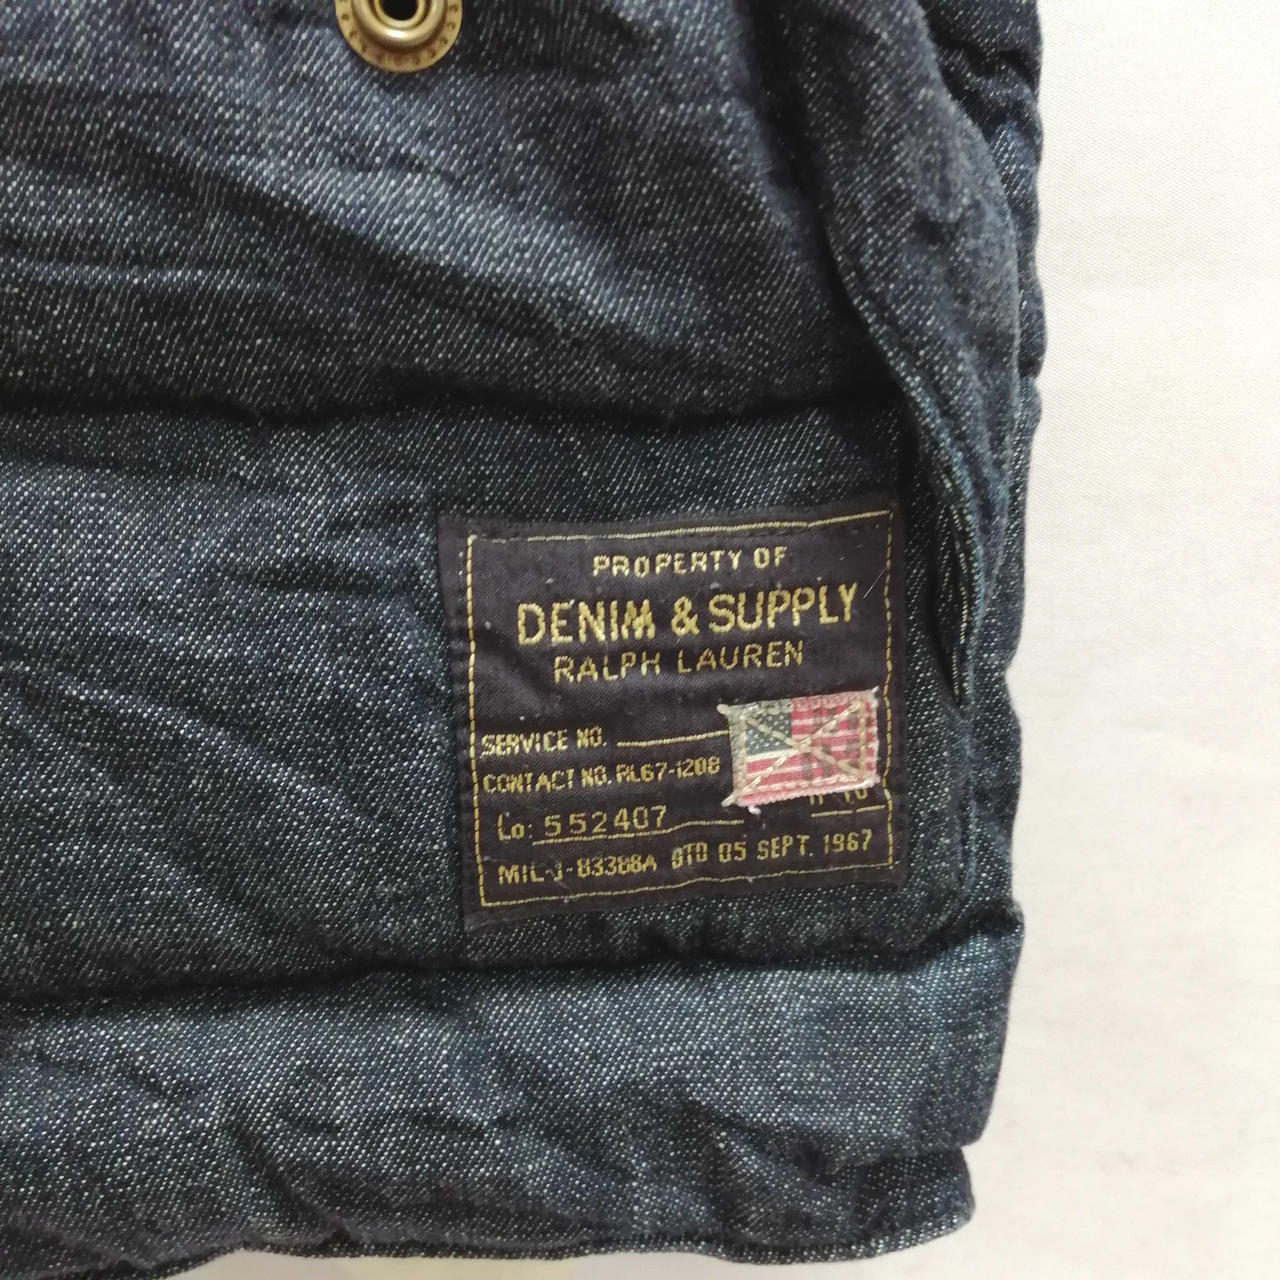 PROPERTY OF
DENIM & SUPPLY
RALPH LAUREN
SERVICE NO.
CONTACT NO. RL67-1208
Lo: 552407
MIL-J-83388A DTD 05 SEPT. 1967